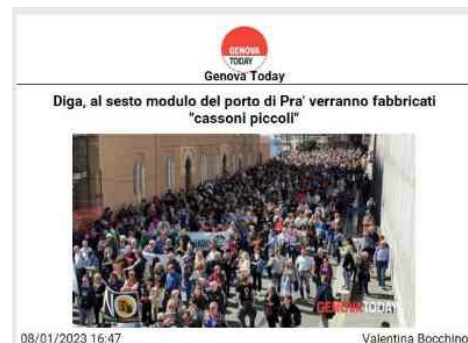 GENOVA
TODAY
Genova Today
Diga, al sesto modulo del porto di Pra' verranno fabbricati
"cassoni piccoli"
NO
GENOVATODAY
08/01/2023 16:47
Valentina Bocchino